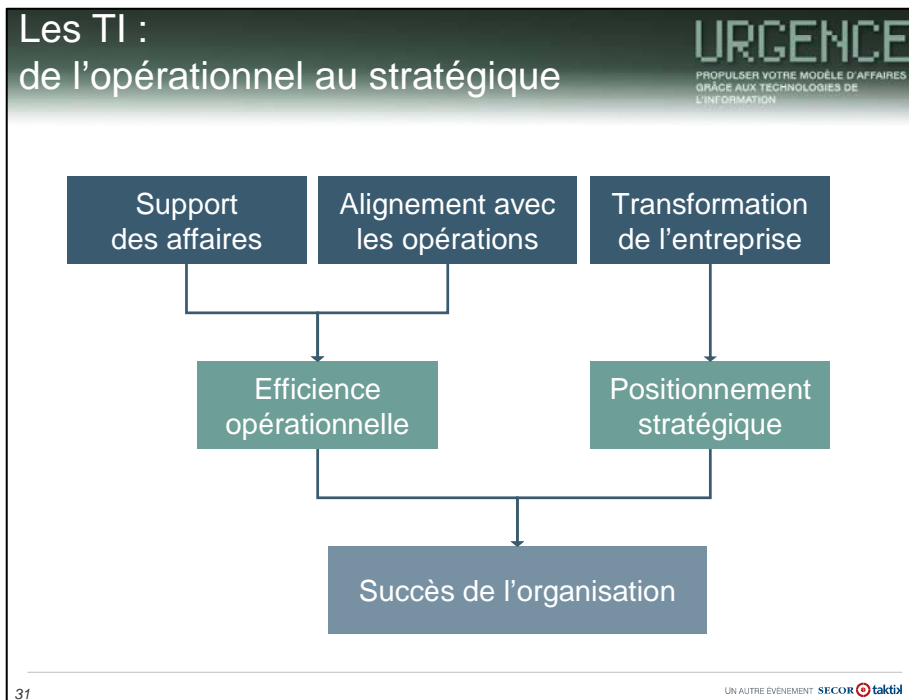 Les TI :
de l’opérationnel au stratégique
URGENCE
PROPULSER VOTRE MODÈLE D’AFFAIRES
GRÂCE AUX TECHNOLOGIES DE
L’INFORMATION
Support
des affaires
Alignement avec
les opérations
Transformation
de l’entreprise
Efficience
opérationnelle
Positionnement
stratégique
Succès de l’organisation
31
UN AUTRE ÉVÈNEMENT SECOR taktik